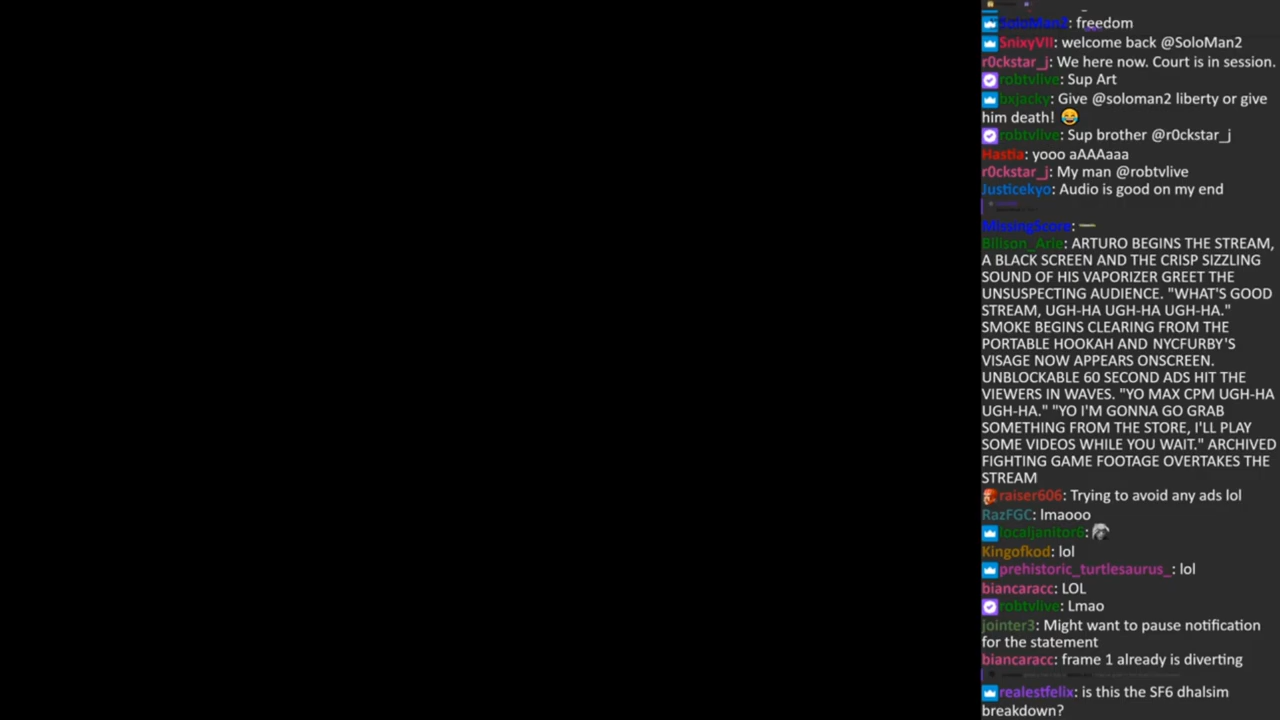 SoloMan2: freedom
SnixyVII: welcome back @SoloMan2
r0ckstar_j: We here now. Court is in session.
robtvlive: Sup Art
bxjacky: Give @soloman2 liberty or give
him death! 😂
robtvlive: Sup brother @r0ckstar_j
Hastia: yooo aAAAaaa
r0ckstar_j: My man @robtvlive
Justicekyo: Audio is good on my end
MissingScore:
Bllison_Arie: ARTURO BEGINS THE STREAM,
A BLACK SCREEN AND THE CRISP SIZZLING
SOUND OF HIS VAPORIZER GREET THE
UNSUSPECTING AUDIENCE. "WHAT'S GOOD
STREAM, UGH-HA UGH-HA UGH-HA."
SMOKE BEGINS CLEARING FROM THE
PORTABLE HOOKAH AND NYCFURBY'S
VISAGE NOW APPEARS ONSCREEN.
UNBLOCKABLE 60 SECOND ADS HIT THE
VIEWERS IN WAVES. "YO MAX CPM UGH-HA
UGH-HA." "YO I'M GONNA GO GRAB
SOMETHING FROM THE STORE, I'LL PLAY
SOME VIDEOS WHILE YOU WAIT." ARCHIVED
FIGHTING GAME FOOTAGE OVERTAKES THE
STREAM
raiser606: Trying to avoid any ads lol
RazFGC: lmaooo
localjanitor6:
Kingofkod: lol
prehistoric_turtlesaurus_: lol
biancaracc: LOL
robtvlive: Lmao
jointer3: Might want to pause notification
for the statement
biancaracc: frame 1 already is diverting
realestfelix: is this the SF6 dhalsim
breakdown?